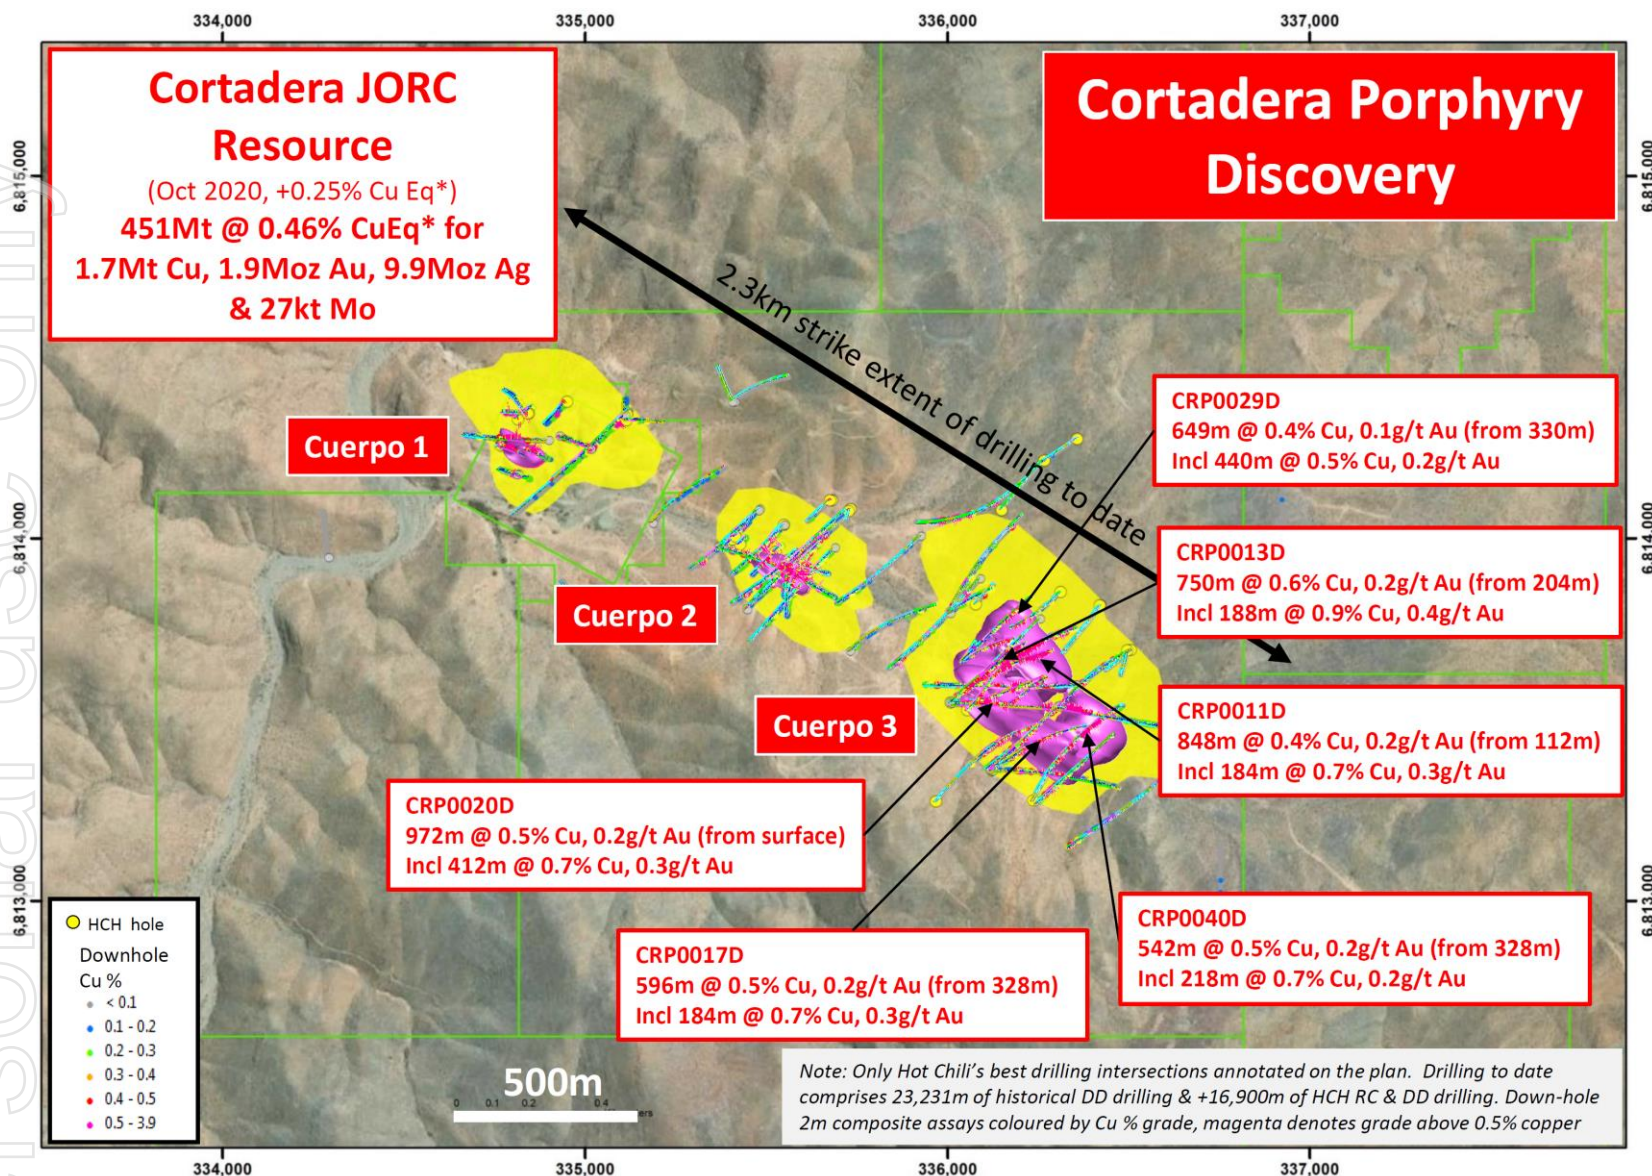 334,000
335,000
336,000
337,000
Cortadera JORC
Resource
(Oct 2020, +0.25% Cu Eq*)
451Mt @ 0.46% CuEq* for
1.7Mt Cu, 1.9Moz Au, 9.9Moz Ag
& 27kt Mo
Cortadera Porphyry
Discovery
6,815,000
6,815,000
2.3km strike extent of drilling to date
Cuerpo 1
CRP0029D
649m @ 0.4% Cu, 0.1g/t Au (from 330m)
Incl 440m @ 0.5% Cu, 0.2g/t Au
6,814,000
6,814,000
CRP0013D
750m @ 0.6% Cu, 0.2g/t Au (from 204m)
Incl 188m @ 0.9% Cu, 0.4g/t Au
Cuerpo 2
Cuerpo 3
CRP0011D
848m @ 0.4% Cu, 0.2g/t Au (from 112m)
Incl 184m @ 0.7% Cu, 0.3g/t Au
CRP0020D
972m @ 0.5% Cu, 0.2g/t Au (from surface)
Incl 412m @ 0.7% Cu, 0.3g/t Au
6,813,000
6,813,000
CRP0040D
542m @ 0.5% Cu, 0.2g/t Au (from 328m)
Incl 218m @ 0.7% Cu, 0.2g/t Au
CRP0017D
596m @ 0.5% Cu, 0.2g/t Au (from 328m)
Incl 184m @ 0.7% Cu, 0.3g/t Au
HCH hole
Downhole
Cu %
< 0.1
0.1 - 0.2
0.2 - 0.3
0.3 - 0.4
0.4 - 0.5
0.5 - 3.9
500m
0 0.1 0.2 0.4
Note: Only Hot Chili's best drilling intersections annotated on the plan. Drilling to date
comprises 23,231m of historical DD drilling & +16,900m of HCH RC & DD drilling. Down-hole
2m composite assays coloured by Cu % grade, magenta denotes grade above 0.5% copper
334,000
335,000
336,000
337,000